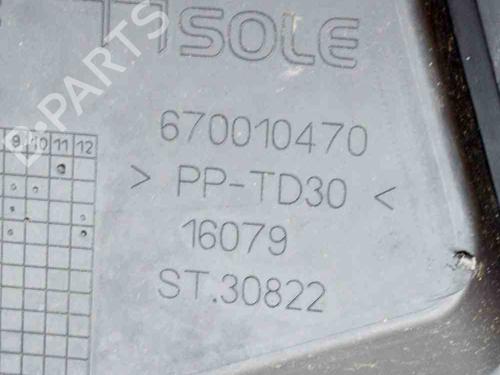 SOLE
670010470
9 10 11 12
> PP-TD30 <
16079
ST.30822
B-PARTS